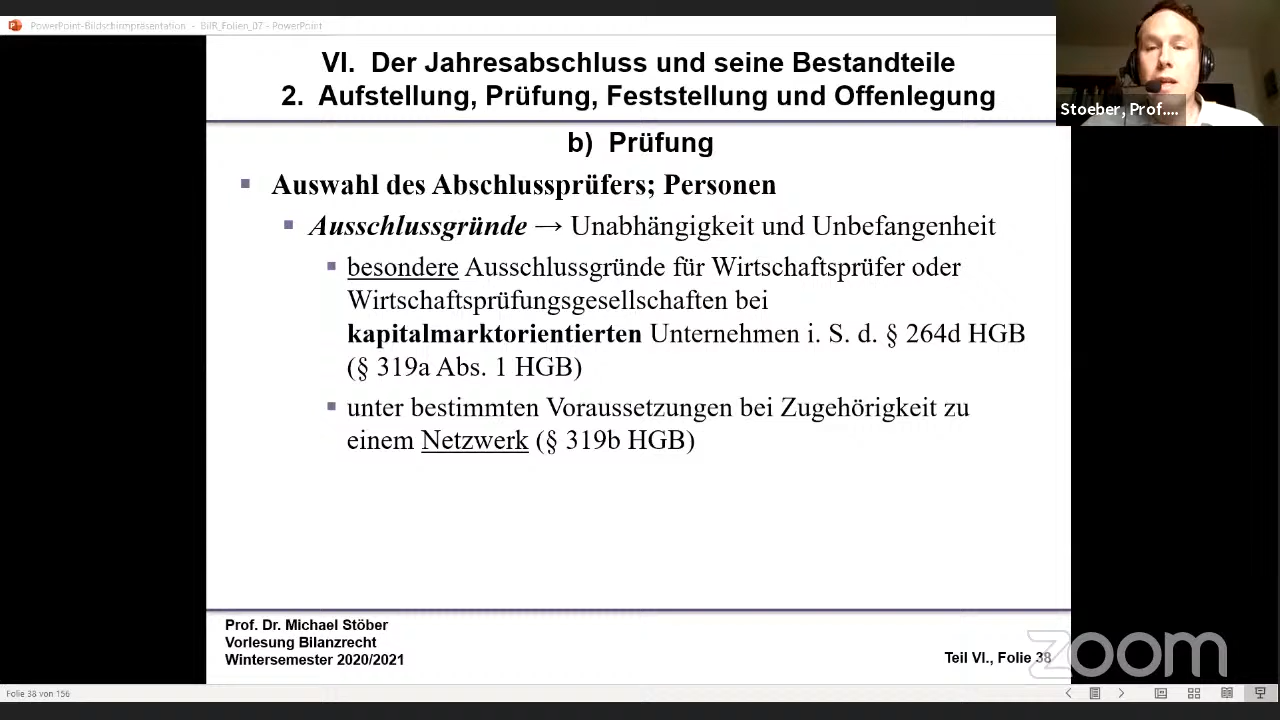 PowerPoint-Bildschirmpräsentation - BilR_Folien_07 - PowerPoint
VI. Der Jahresabschluss und seine Bestandteile
2. Aufstellung, Prüfung, Feststellung und Offenlegung
Stoeber, Prof....
b) Prüfung
Auswahl des Abschlussprüfers; Personen
Ausschlussgründe → Unabhängigkeit und Unbefangenheit
besondere Ausschlussgründe für Wirtschaftsprüfer oder
Wirtschaftsprüfungsgesellschaften bei
kapitalmarktorientierten Unternehmen i. S. d. § 264d HGB
(§ 319a Abs. 1 HGB)
unter bestimmten Voraussetzungen bei Zugehörigkeit zu
einem Netzwerk (§ 319b HGB)
Prof. Dr. Michael Stöber
Vorlesung Bilanzrecht
Wintersemester 2020/2021
Teil VI., Folie 38
zoom
Folie 38 von 156